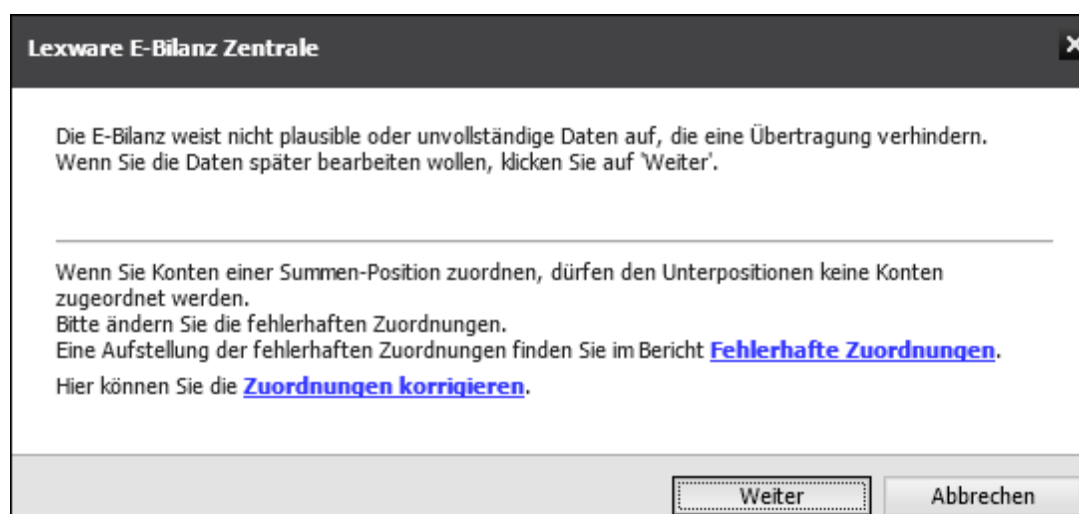 Lexware E-Bilanz Zentrale
Die E-Bilanz weist nicht plausible oder unvollständige Daten auf, die eine Übertragung verhindern.
Wenn Sie die Daten später bearbeiten wollen, klicken Sie auf 'Weiter'.
Wenn Sie Konten einer Summen-Position zuordnen, dürfen den Unterpositionen keine Konten
zugeordnet werden.
Bitte ändern Sie die fehlerhaften Zuordnungen.
Eine Aufstellung der fehlerhaften Zuordnungen finden Sie im Bericht Fehlerhafte Zuordnungen.
Hier können Sie die Zuordnungen korrigieren.
Weiter Abbrechen